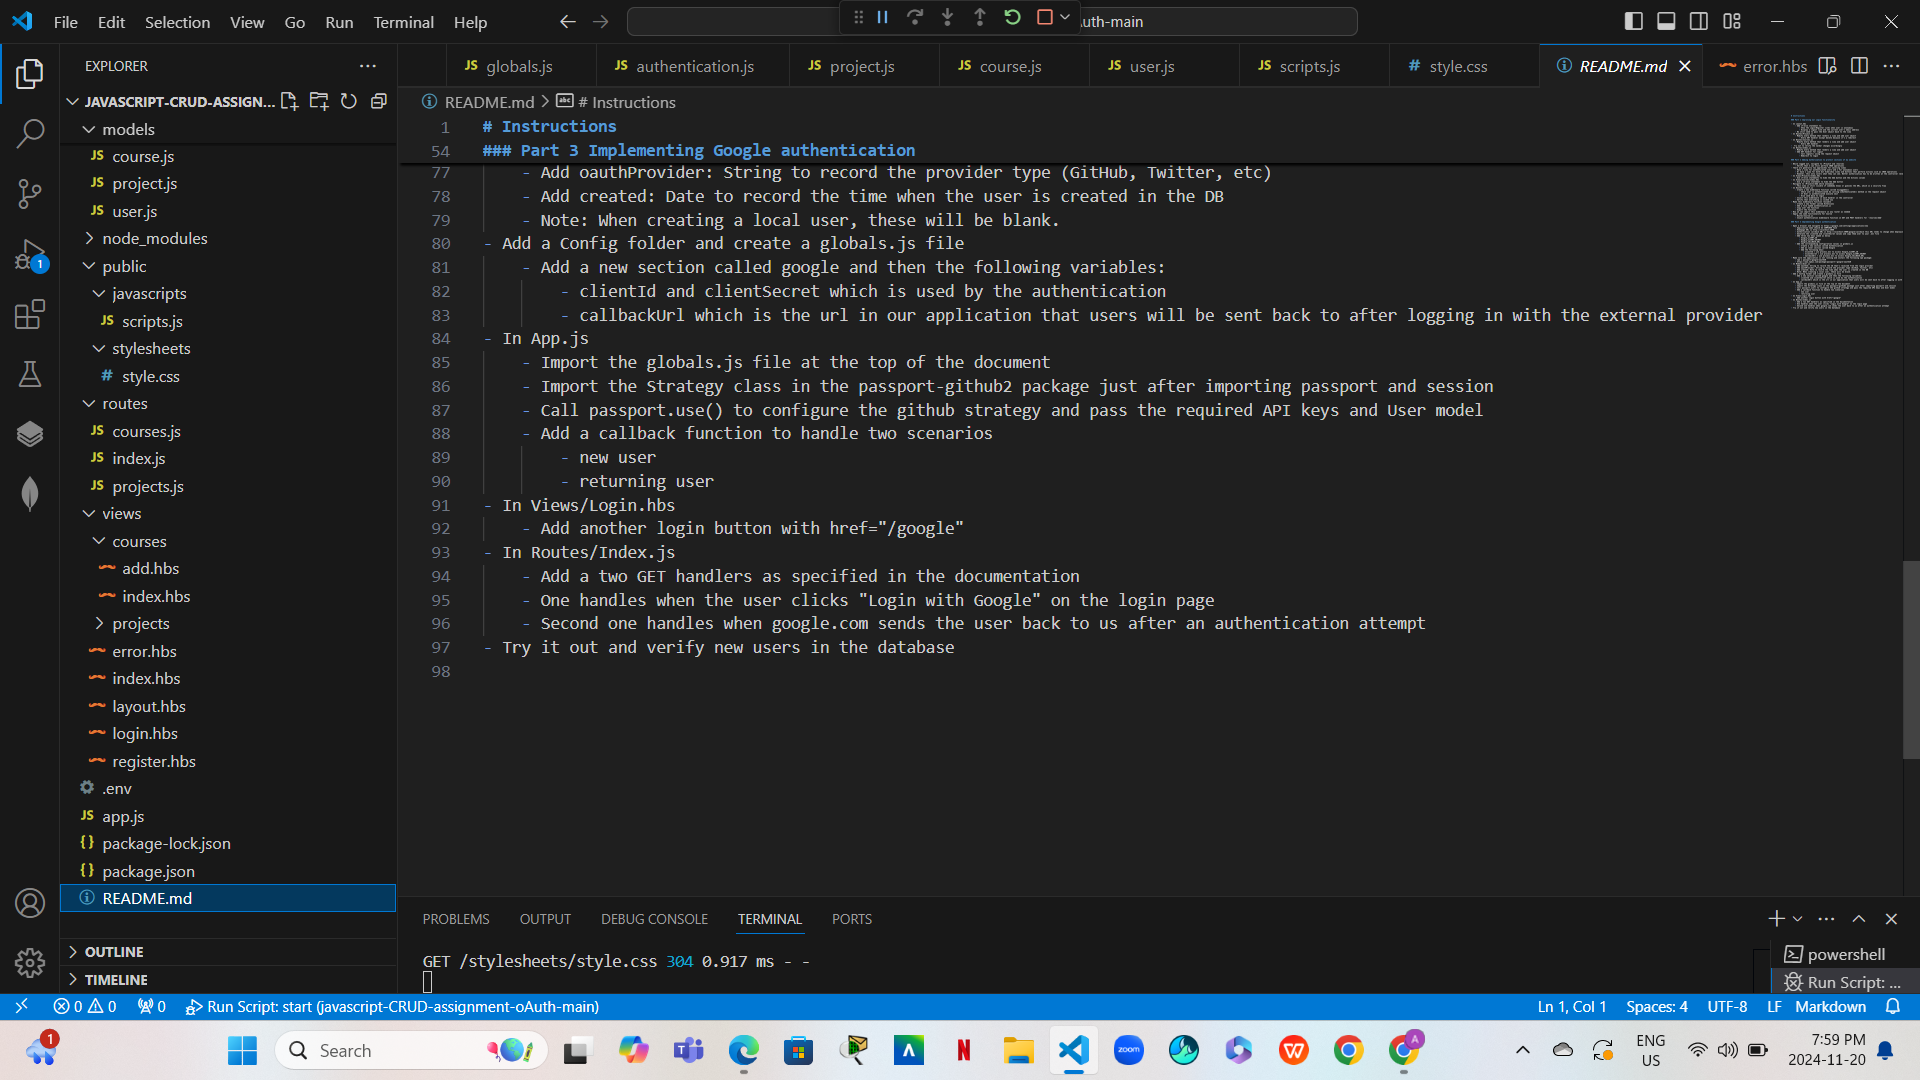 File Edit Selection View Go Run Terminal Help
Auth-main
EXPLORER
JAVASCRIPT-CRUD-ASSIGN...
models
JS course.js
JS project.js
JS user.js
node_modules
public
javascripts
JS scripts.js
stylesheets
# style.css
routes
JS courses.js
JS index.js
JS projects.js
views
courses
add.hbs
index.hbs
projects
error.hbs
index.hbs
layout.hbs
login.hbs
register.hbs
.env
JS app.js
{} package-lock.json
{} package.json
README.md
OUTLINE
TIMELINE
JS globals.js JS authentication.js JS project.js JS course.js JS user.js JS scripts.js # style.css README.md error.hbs
README.md > # Instructions
1 # Instructions
54 ### Part 3 Implementing Google authentication
77 - Add oauthProvider: String to record the provider type (GitHub, Twitter, etc)
78 - Add created: Date to record the time when the user is created in the DB
79 - Note: When creating a local user, these will be blank.
80 - Add a Config folder and create a globals.js file
81 - Add a new section called google and then the following variables:
82 - clientId and clientSecret which is used by the authentication
83 - callbackUrl which is the url in our application that users will be sent back to after logging in with the external provider
84 - In App.js
85 - Import the globals.js file at the top of the document
86 - Import the Strategy class in the passport-github2 package just after importing passport and session
87 - Call passport.use() to configure the github strategy and pass the required API keys and User model
88 - Add a callback function to handle two scenarios
89 - new user
90 - returning user
91 - In Views/Login.hbs
92 - Add another login button with href="/google"
93 - In Routes/Index.js
94 - Add a two GET handlers as specified in the documentation
95 - One handles when the user clicks "Login with Google" on the login page
96 - Second one handles when google.com sends the user back to us after an authentication attempt
97 - Try it out and verify new users in the database
98
PROBLEMS OUTPUT DEBUG CONSOLE TERMINAL PORTS
GET /stylesheets/style.css 304 0.917 ms - -
powershell
Run Script: ...
1
0 0 0 Run Script: start (javascript-CRUD-assignment-oAuth-main)
Ln 1, Col 1 Spaces: 4 UTF-8 LF Markdown
1
Search
zoom
A
ENG
US
7:59 PM
2024-11-20